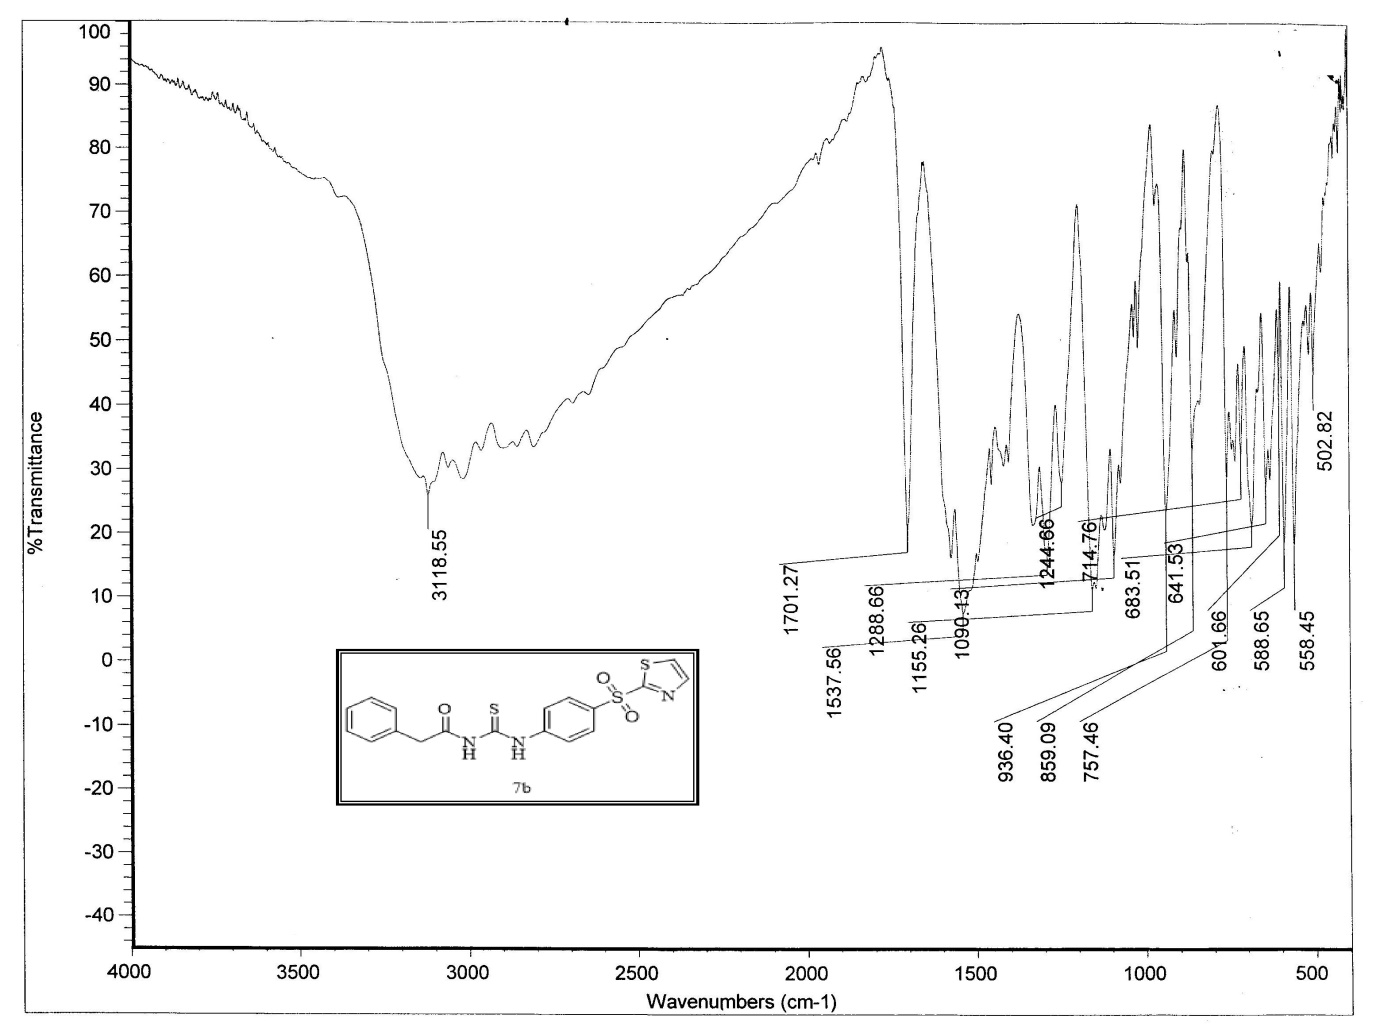 %Transmittance
100
90
80
70
60
50
40
30
20
10
0
-10
-20
-30
-40
3118.55
1701.27
1537.56
1288.66
1155.26
1090.13
936.40
859.09
1244.66
757.46
714.76
683.51
641.53
601.66
588.65
558.45
502.82
O
S
N
H
N
H
O
S
O
S
N
7b
4000
3500
3000
2500
2000
1500
1000
500
Wavenumbers (cm-1)